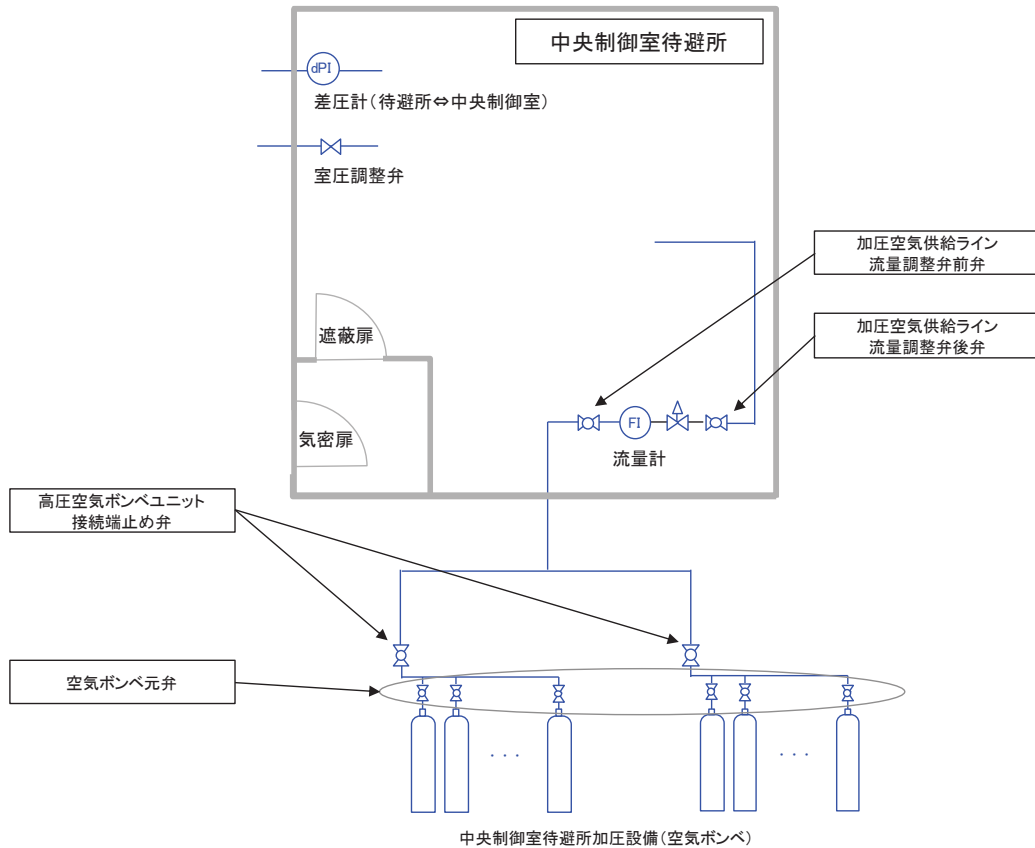 中央制御室待避所
dPI
差圧計(待避所⇔中央制御室)
室圧調整弁
加圧空気供給ライン
流量調整弁前弁
加圧空気供給ライン
流量調整弁後弁
遮蔽扉
気密扉
FI
流量計
高圧空気ボンベユニット
接続端止め弁
空気ボンベ元弁
・・・
・・・
中央制御室待避所加圧設備(空気ボンベ)